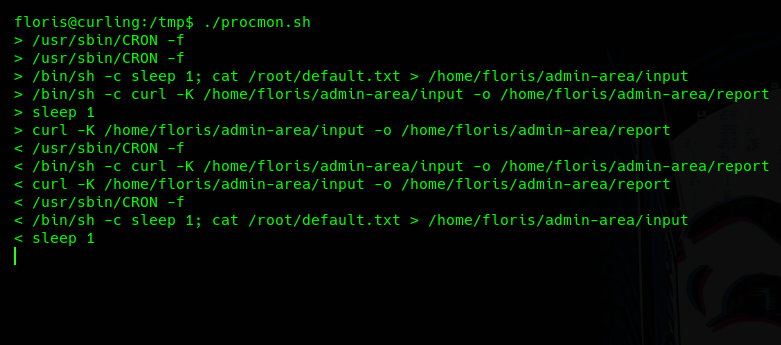 floris@curling:/tmp$ ./procmon.sh
> /usr/sbin/CRON -f
> /usr/sbin/CRON -f
> /bin/sh -c sleep 1; cat /root/default.txt > /home/floris/admin-area/input
> /bin/sh -c curl -K /home/floris/admin-area/input -o /home/floris/admin-area/report
> sleep 1
> curl -K /home/floris/admin-area/input -o /home/floris/admin-area/report
< /usr/sbin/CRON -f
< /bin/sh -c curl -K /home/floris/admin-area/input -o /home/floris/admin-area/report
< curl -K /home/floris/admin-area/input -o /home/floris/admin-area/report
< /usr/sbin/CRON -f
< /bin/sh -c sleep 1; cat /root/default.txt > /home/floris/admin-area/input
< sleep 1